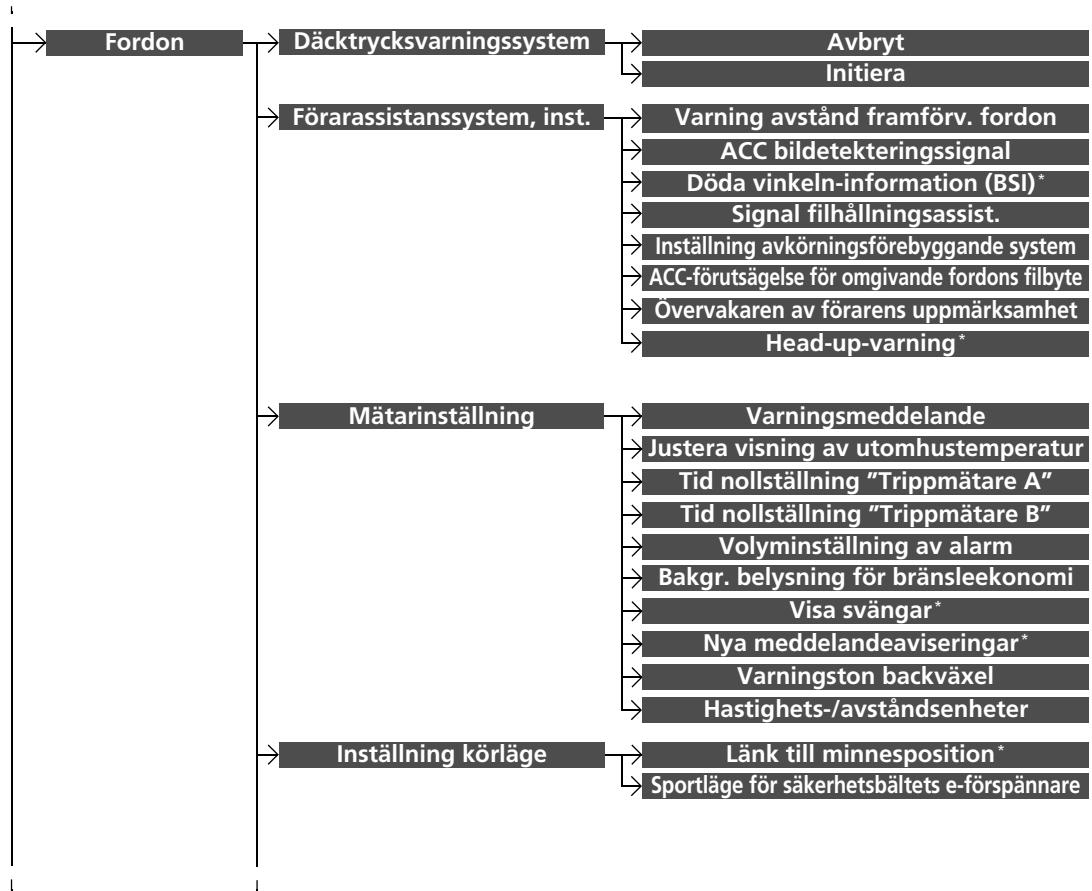 Fordon
Däcktrycksvarningssystem
Avbryt
Initiera
Förarassistanssystem, inst.
Varning avstånd framförv. fordon
ACC bildetekteringssignal
Döda vinkeln-information (BSI)*
Signal filhållningsassist.
Inställning avkörningsförebyggande system
ACC-förutsägelse för omgivande fordons filbyte
Övervakaren av förarens uppmärksamhet
Head-up-varning*
Mätarinställning
Varningsmeddelande
Justera visning av utomhustemperatur
Tid nollställning "Trippmätare A"
Tid nollställning "Trippmätare B"
Volyminställning av alarm
Bakgr. belysning för bränsleekonomi
Visa svängar*
Nya meddelandeaviseringar*
Varningston backväxel
Hastighets-/avståndsenheter
Inställning körläge
Länk till minnesposition*
Sportläge för säkerhetsbältets e-förspännare